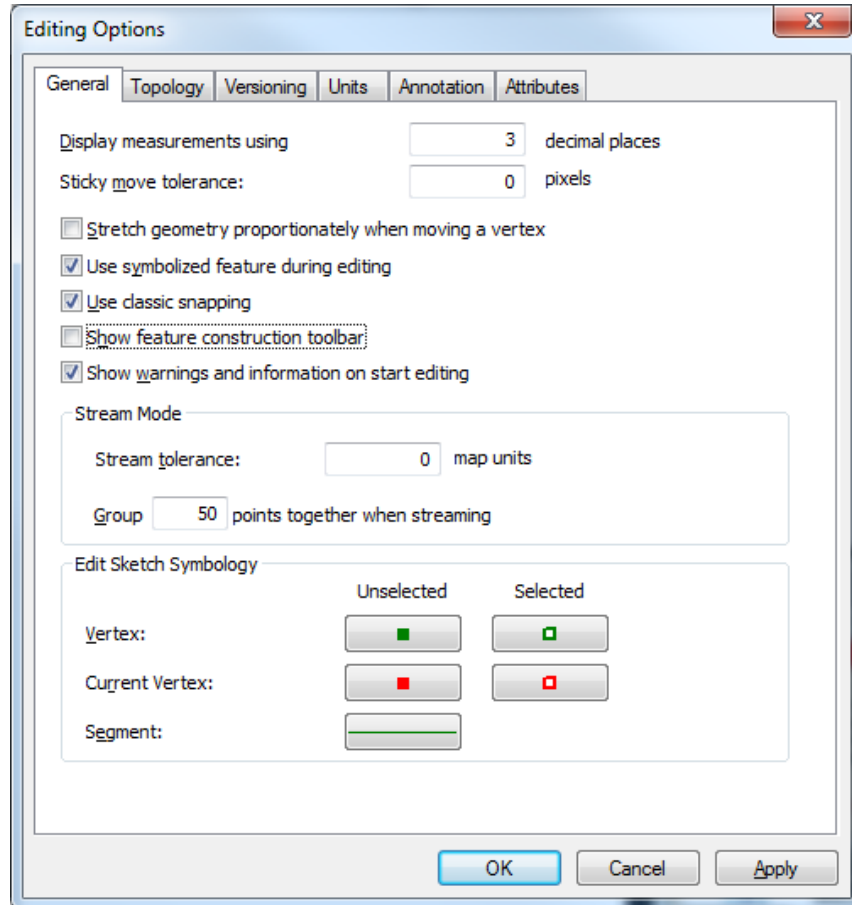 Editing Options
General Topology Versioning Units Annotation Attributes
Display measurements using 3 decimal places
Sticky move tolerance: 0 pixels
Stretch geometry proportionately when moving a vertex
Use symbolized feature during editing
Use classic snapping
Show feature construction toolbar
Show warnings and information on start editing
Stream Mode
Stream tolerance: 0 map units
Group 50 points together when streaming
Edit Sketch Symbology
Unselected Selected
Vertex:
Current Vertex:
Segment:
OK Cancel Apply